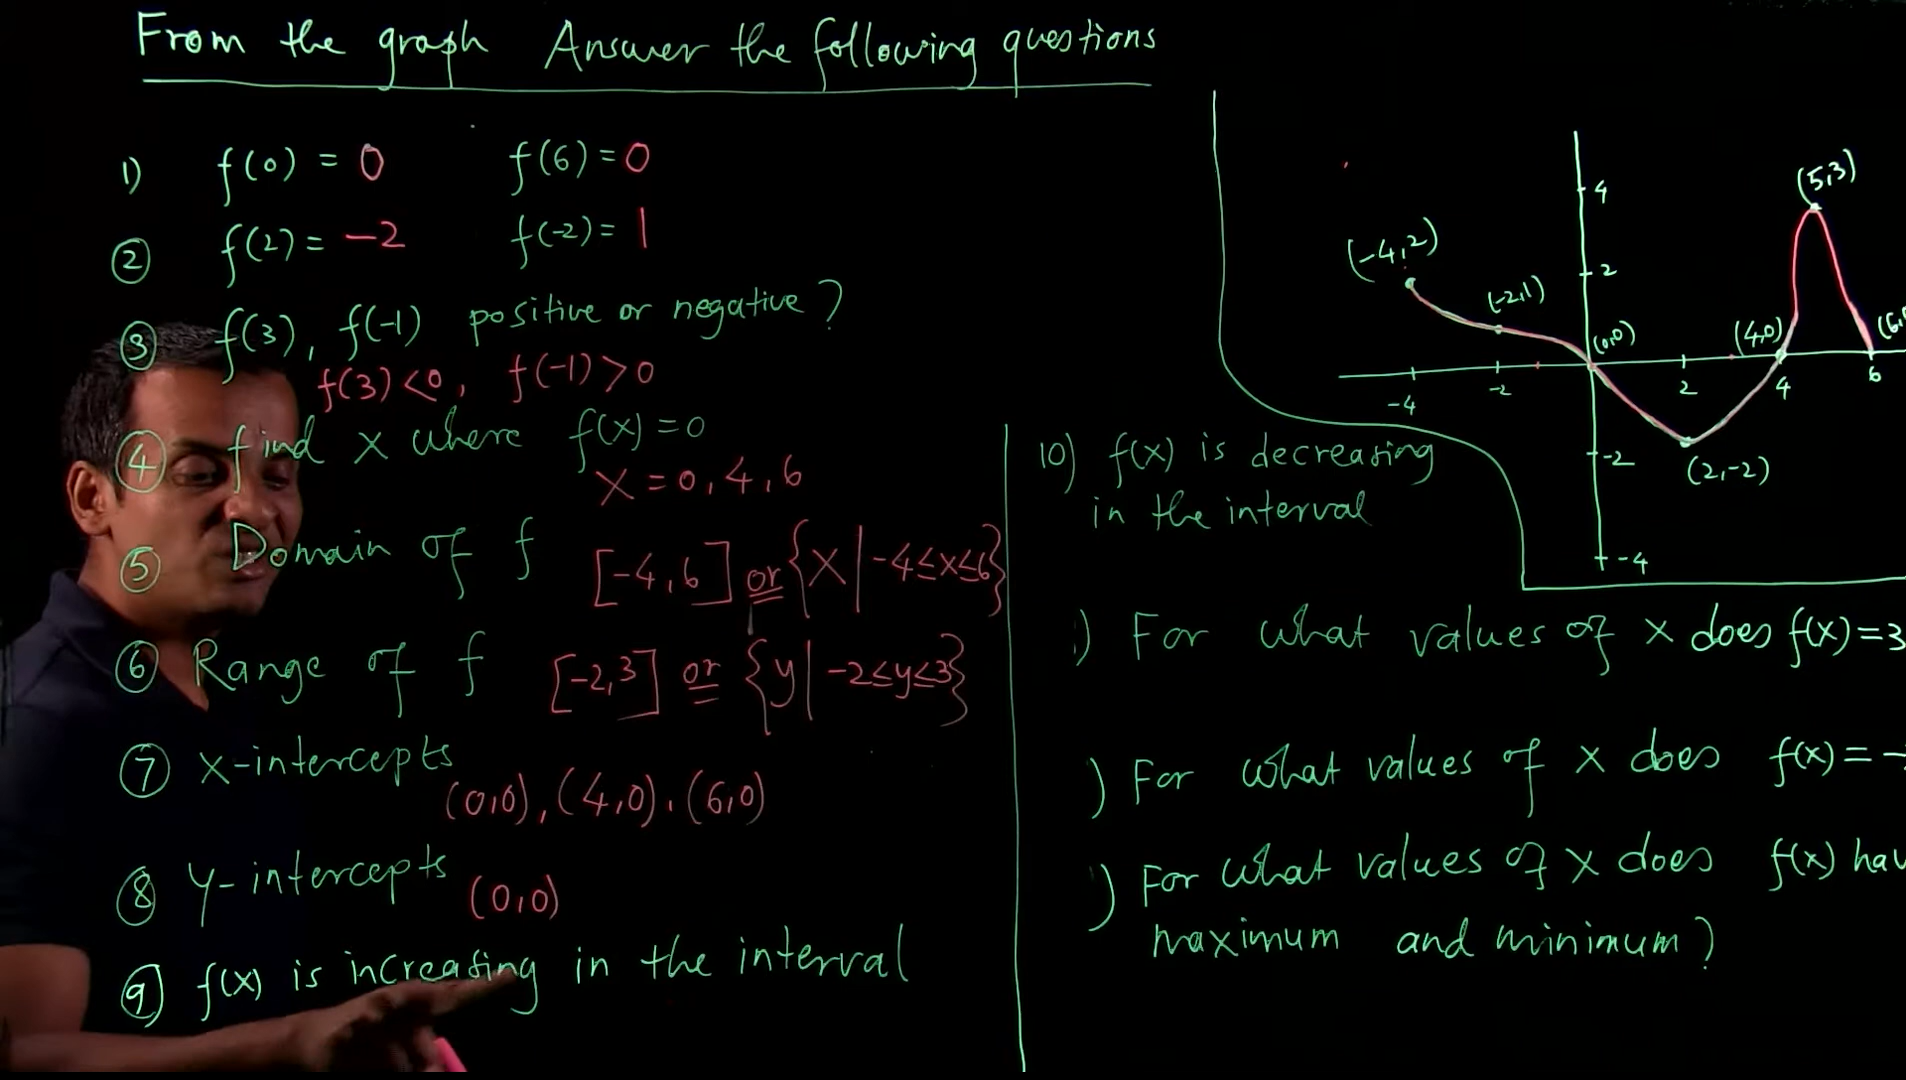 From the graph Answer the following questions
1) f(0) = 0 f(6) = 0
② f(2) = -2 f(-2) = 1
③ f(3), f(-1) positive or negative?
f(3)<0, f(-1)>0
④ find x where f(x) = 0
x = 0, 4, 6
⑤ Domain of f [-4, 6] or {x | -4≤x≤6}
⑥ Range of f [-2, 3] or {y | -2≤y≤3}
⑦ x-intercepts
(0,0), (4,0), (6,0)
⑧ y-intercepts (0,0)
⑨ f(x) is increasing in the interval
4
(5,3)
(-4,2)
2
(-2,1)
(0,0)
(4,0)
(6,
-4
-2
2
4
6
-2
(2,-2)
-4
10) f(x) is decreasing
in the interval
) For what values of x does f(x) = 3
) For what values of x does f(x) = -
) For what values of x does f(x) hav
maximum and minimum?